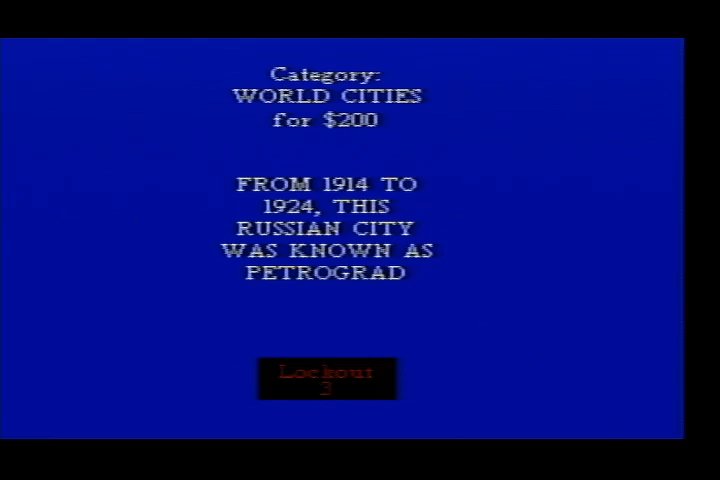 Category:
WORLD CITIES
for $200
FROM 1914 TO
1924, THIS
RUSSIAN CITY
WAS KNOWN AS
PETROGRAD
Lockout
3